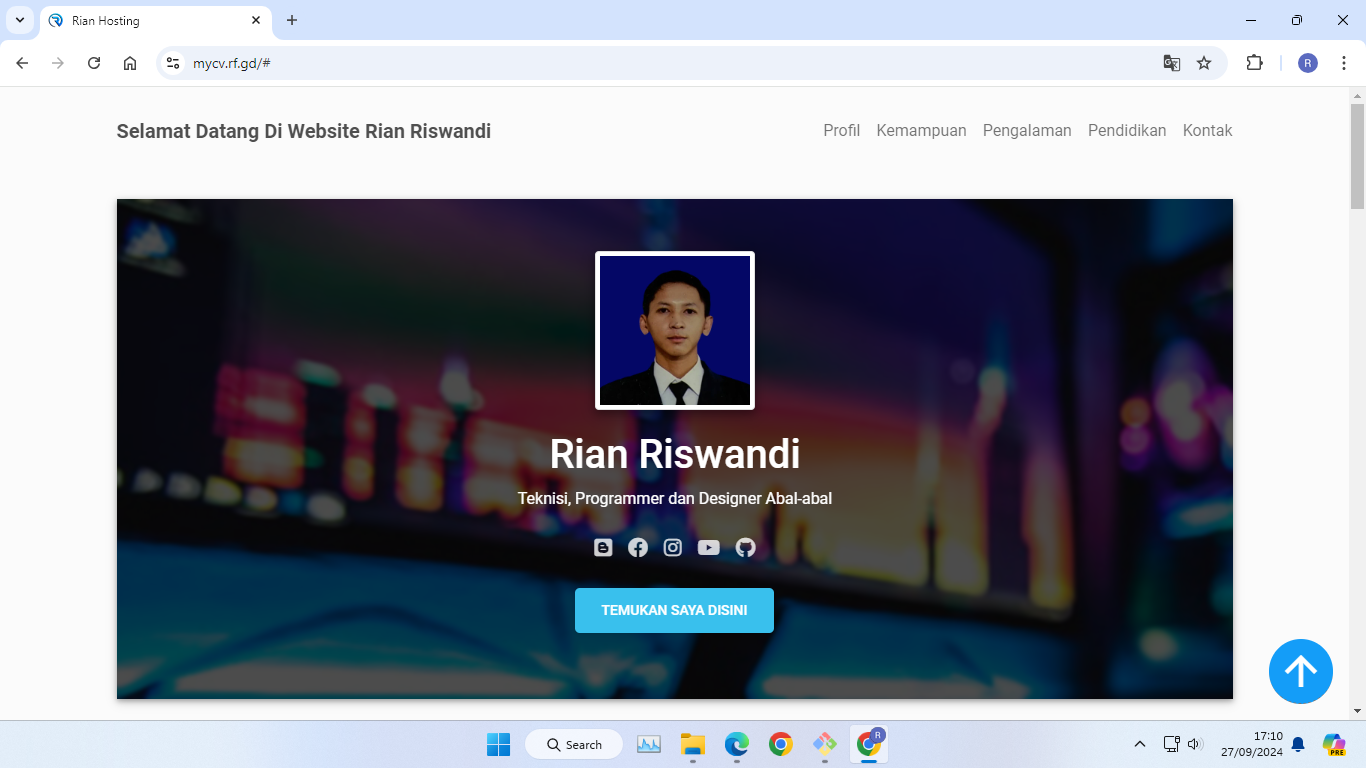 Rian Hosting
mycv.rf.gd/#
R
Selamat Datang Di Website Rian Riswandi
Profil Kemampuan Pengalaman Pendidikan Kontak
Rian Riswandi
Teknisi, Programmer dan Designer Abal-abal
TEMUKAN SAYA DISINI
Search
R
17:10
27/09/2024
PRE